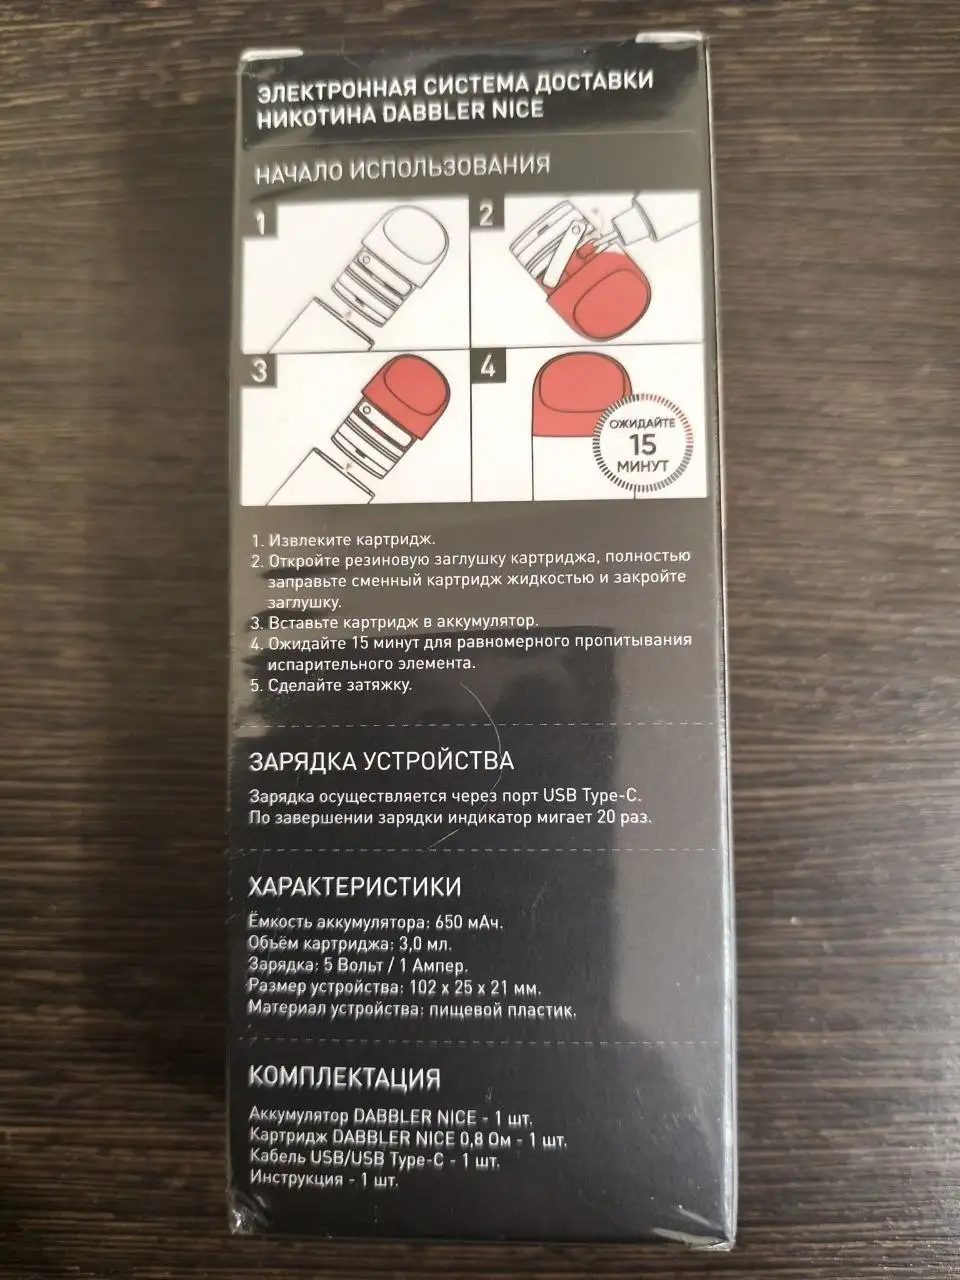 ЭЛЕКТРОННАЯ СИСТЕМА ДОСТАВКИ
НИКОТИНА DABBLER NICE
НАЧАЛО ИСПОЛЬЗОВАНИЯ
1
2
3
4
ОЖИДАЙТЕ
15
МИНУТ
1. Извлеките картридж.
2. Откройте резиновую заглушку картриджа, полностью
заправьте сменный картридж жидкостью и закройте
заглушку.
3. Вставьте картридж в аккумулятор.
4. Ожидайте 15 минут для равномерного пропитывания
испарительного элемента.
5. Сделайте затяжку.
ЗАРЯДКА УСТРОЙСТВА
Зарядка осуществляется через порт USB Type-C.
По завершении зарядки индикатор мигает 20 раз.
ХАРАКТЕРИСТИКИ
Ёмкость аккумулятора: 650 мАч.
Объём картриджа: 3,0 мл.
Зарядка: 5 Вольт / 1 Ампер.
Размер устройства: 102 x 25 x 21 мм.
Материал устройства: пищевой пластик.
КОМПЛЕКТАЦИЯ
Аккумулятор DABBLER NICE - 1 шт.
Картридж DABBLER NICE 0,8 Ом - 1 шт.
Кабель USB/USB Type-C - 1 шт.
Инструкция - 1 шт.